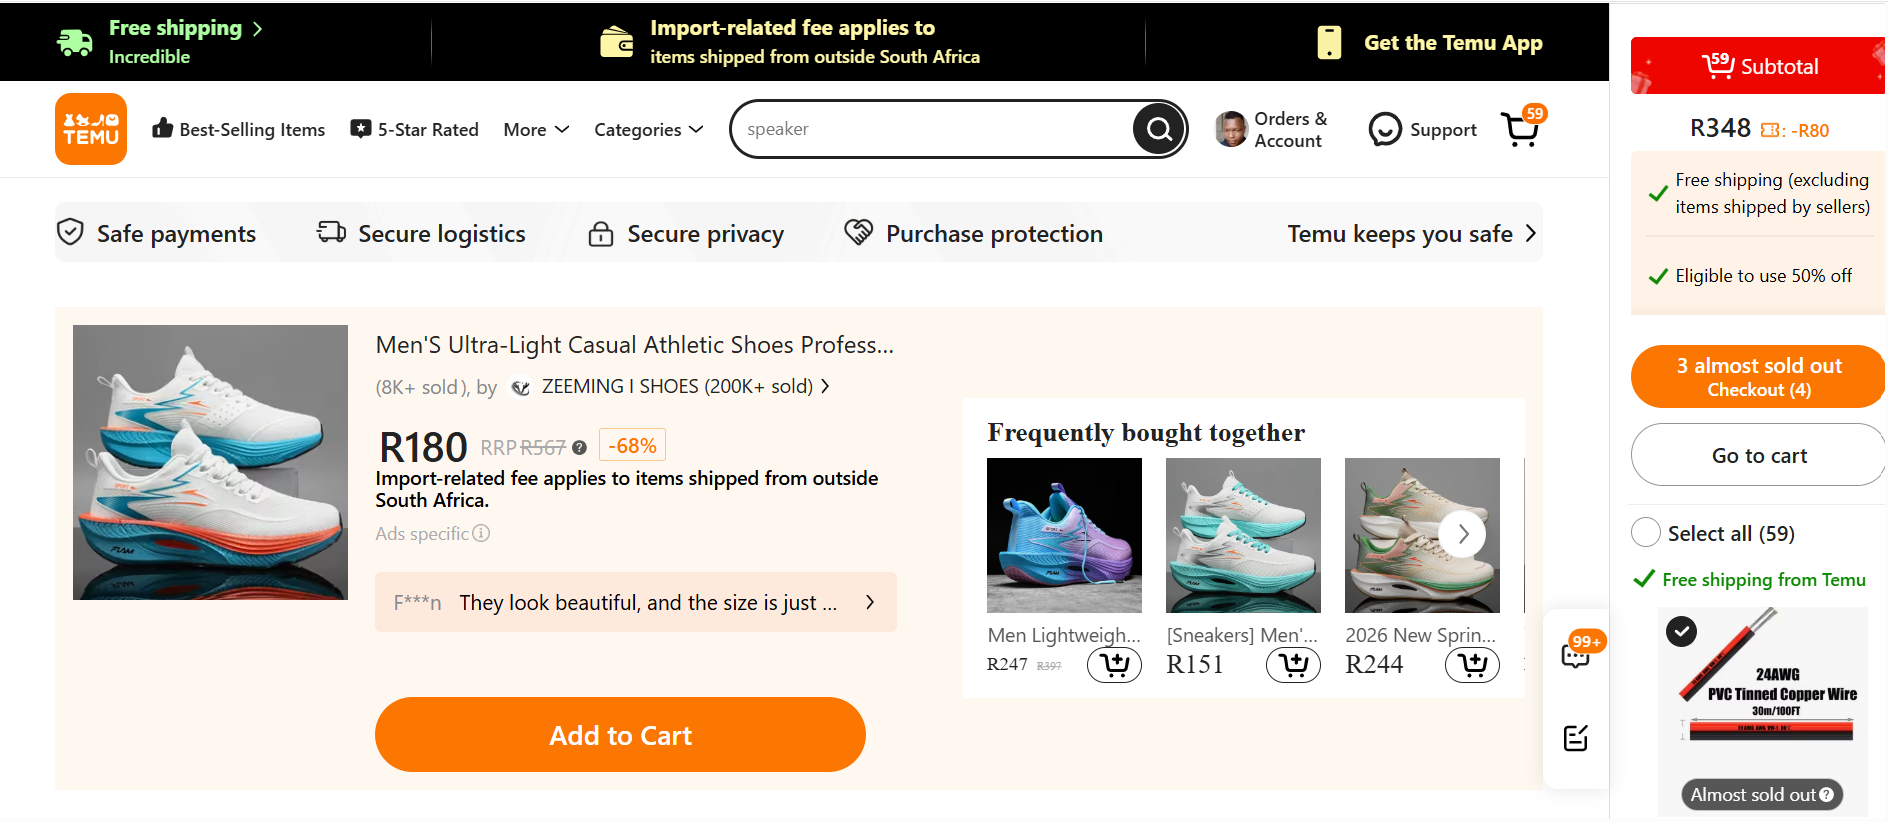 Free shipping
Incredible
Import-related fee applies to
items shipped from outside South Africa
Get the Temu App
TEMU
Best-Selling Items
5-Star Rated
More
Categories
speaker
Orders &
Account
Support
59
Safe payments
Secure logistics
Secure privacy
Purchase protection
Temu keeps you safe
Men'S Ultra-Light Casual Athletic Shoes Profess...
(8K+ sold), by ZEEMING I SHOES (200K+ sold)
R180 RRP R567 ? -68%
Import-related fee applies to items shipped from outside
South Africa.
Ads specific
F***n They look beautiful, and the size is just ...
Add to Cart
Frequently bought together
Men Lightweigh...
R247 R397
[Sneakers] Men'...
R151
2026 New Sprin...
R244
99+
59 Subtotal
R348 : -R80
Free shipping (excluding
items shipped by sellers)
Eligible to use 50% off
3 almost sold out
Checkout (4)
Go to cart
Select all (59)
Free shipping from Temu
24AWG
PVC Tinned Copper Wire
30m/100FT
Almost sold out ?